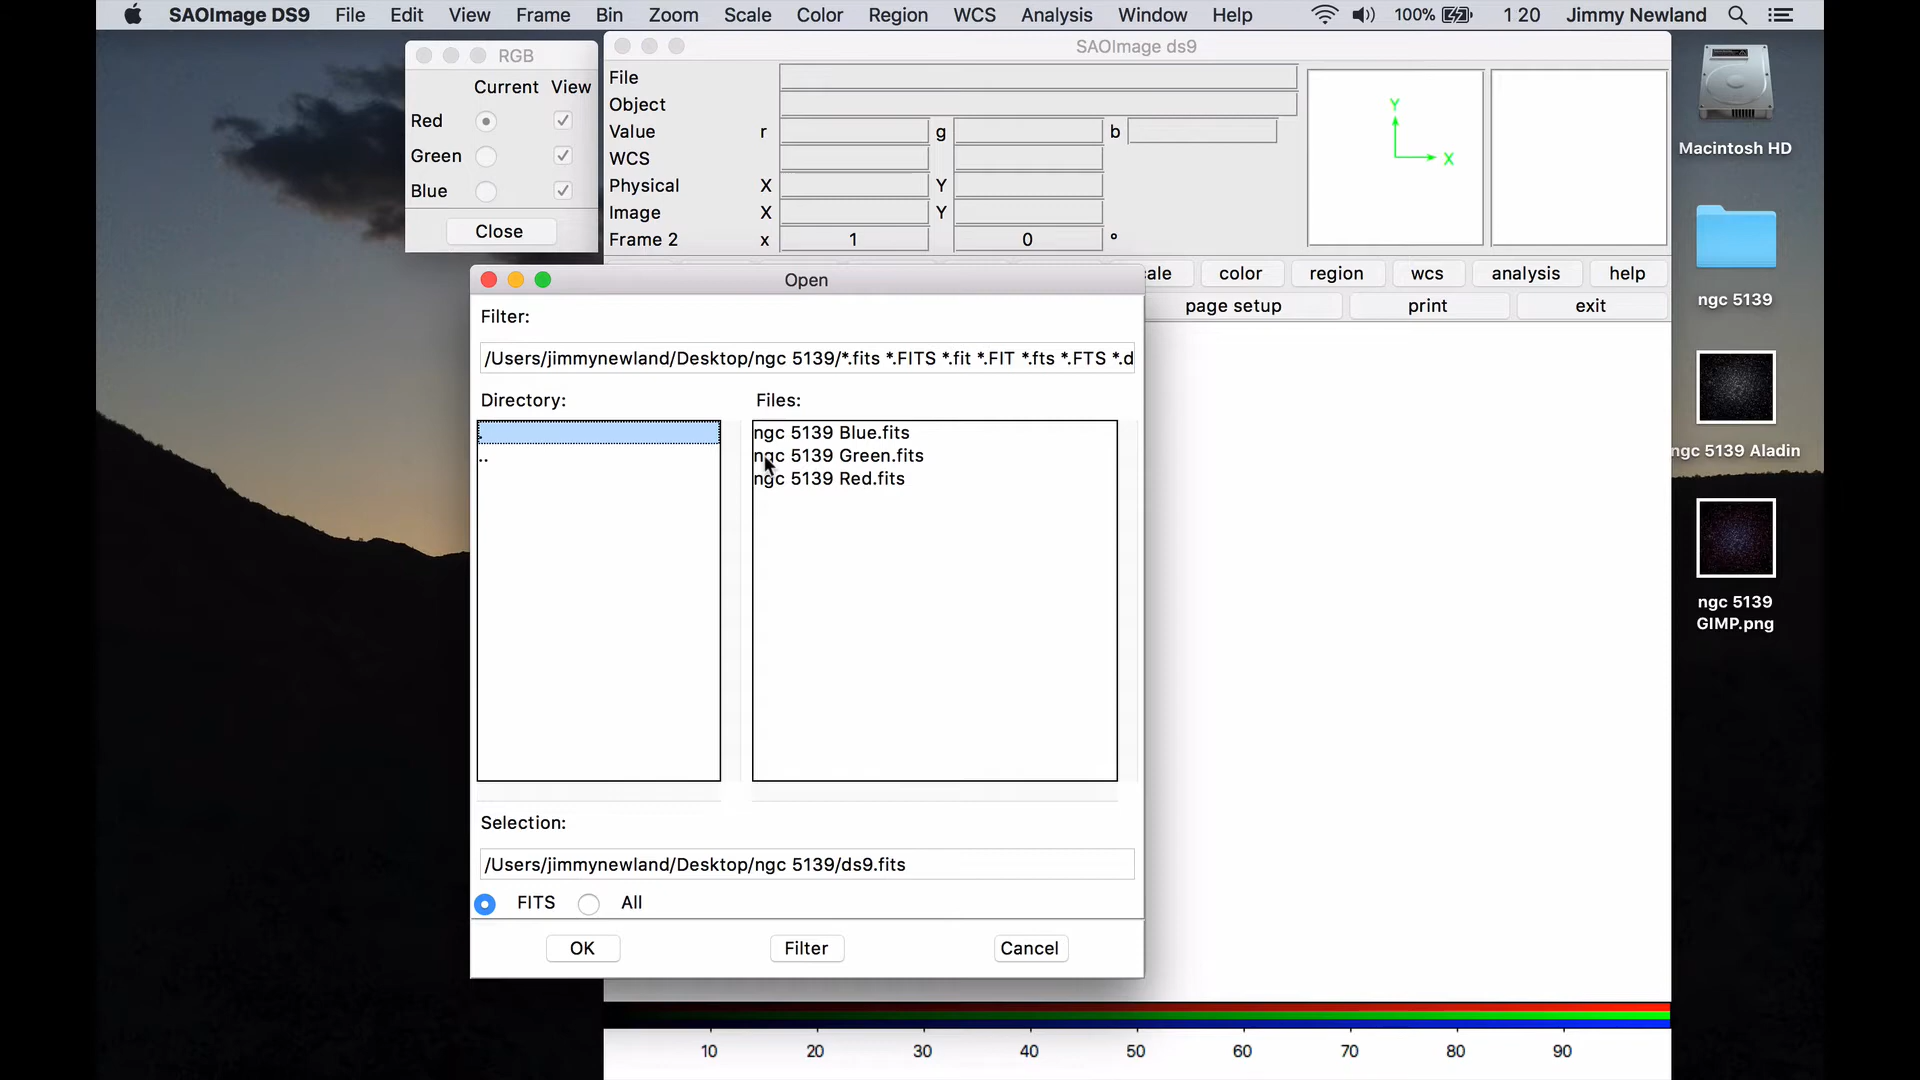 SAOImage DS9 File Edit View Frame Bin Zoom Scale Color Region WCS Analysis Window Help 100% 1 20 Jimmy Newland
RGB
Current View
Red
Green
Blue
Close
SAOImage ds9
File
Object
Value r g b
WCS
Physical X Y
Image X Y
Frame 2 x 1 0 °
Y
X
ale color region wcs analysis help
page setup print exit
Open
Filter:
/Users/jimmynewland/Desktop/ngc 5139/*.fits *.FITS *.fit *.FIT *.fts *.FTS *.d
Directory:
.
..
Files:
ngc 5139 Blue.fits
ngc 5139 Green.fits
ngc 5139 Red.fits
Selection:
/Users/jimmynewland/Desktop/ngc 5139/ds9.fits
FITS All
OK Filter Cancel
10 20 30 40 50 60 70 80 90
Macintosh HD
ngc 5139
ngc 5139 Aladin
ngc 5139
GIMP.png